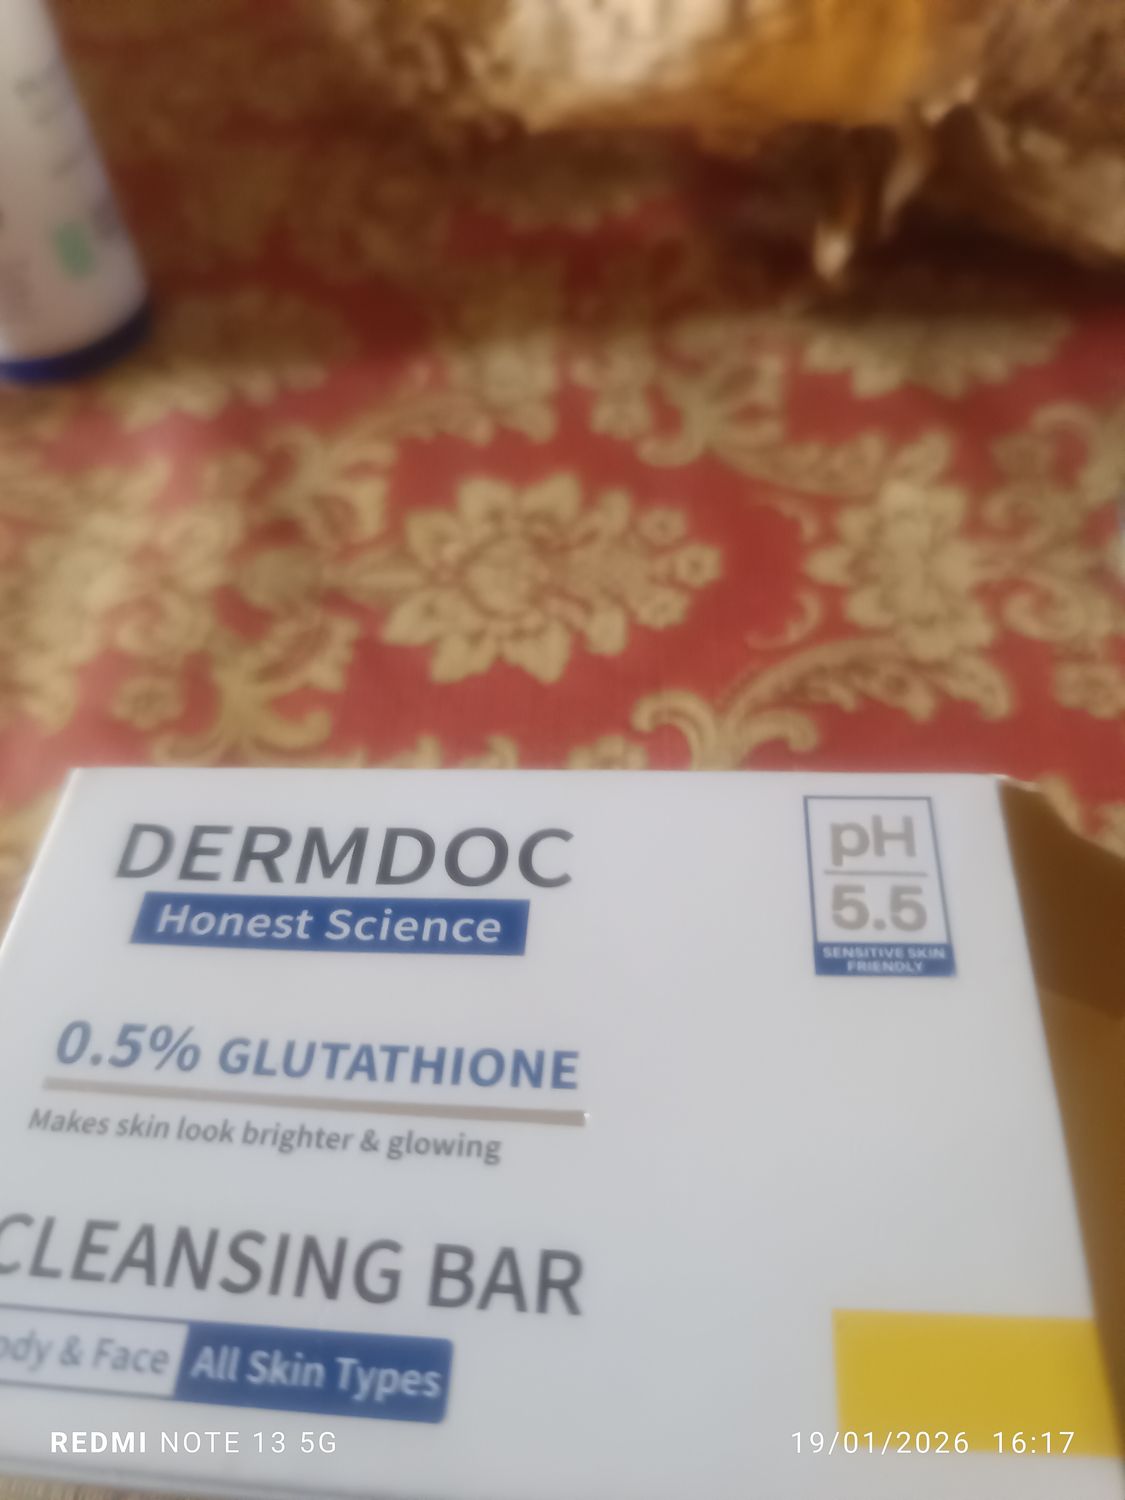 DERMDOC
Honest Science
pH
5.5
SENSITIVE SKIN
FRIENDLY
0.5% GLUTATHIONE
Makes skin look brighter & glowing
CLEANSING BAR
ody & Face All Skin Types
REDMI NOTE 13 5G
19/01/2026 16:17